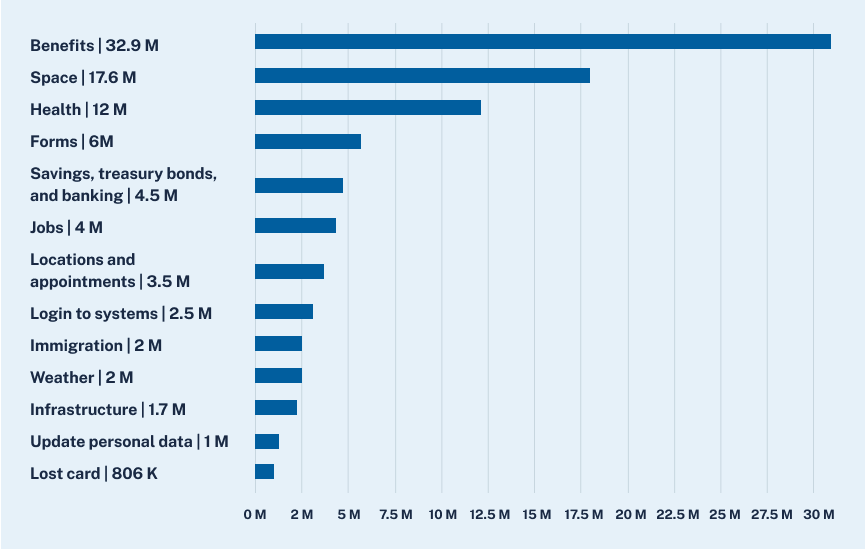 Benefits | 32.9 M
Space | 17.6 M
Health | 12 M
Forms | 6M
Savings, treasury bonds,
and banking | 4.5 M
Jobs | 4 M
Locations and
appointments | 3.5 M
Login to systems | 2.5 M
Immigration | 2 M
Weather | 2 M
Infrastructure | 1.7 M
Update personal data | 1 M
Lost card | 806 K
0 M 2 M 5 M 7.5 M 10 M 12.5 M 15 M 17.5 M 20 M 22.5 M 25 M 27.5 M 30 M